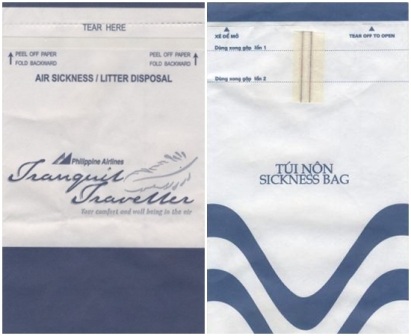 TEAR HERE
PEEL OFF PAPER
FOLD BACKWARD
PEEL OFF PAPER
FOLD BACKWARD
AIR SICKNESS / LITTER DISPOSAL
Philippine Airlines
Tranquil
Traveller
Your comfort and well being in the air
XÉ ĐỂ MỞ
TEAR OFF TO OPEN
Dùng xong gập lần 1
Dùng xong gập lần 2
TÚI NÔN
SICKNESS BAG